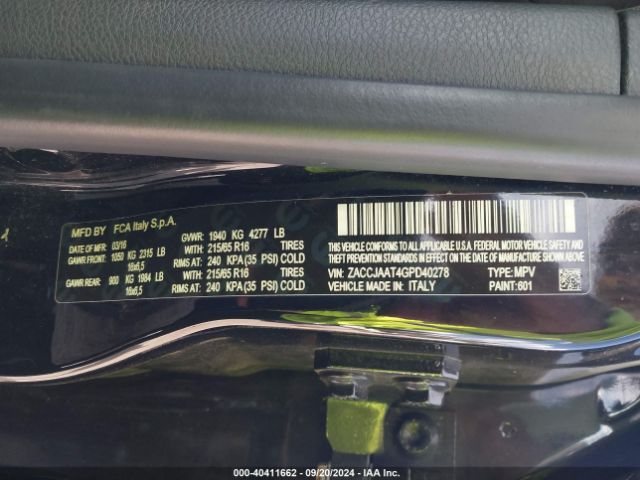 MFD BY: FCA Italy S.p.A.
DATE: 03/16 GVWR: 1940 KG 4277 LB
GAWR FRONT: 1050 KG 2315 LB WITH: 215/65 R16 TIRES
16x6,5 RIMS AT: 240 KPA(35 PSI) COLD
GAWR REAR: 900 KG 1984 LB WITH: 215/65 R16 TIRES
16x6,5 RIMS AT: 240 KPA(35 PSI) COLD
THIS VEHICLE CONFORMS TO ALL APPLICABLE
FEDERAL MOTOR VEHICLE SAFETY, BUMPER, AND
THEFT PREVENTION STANDARDS IN EFFECT ON THE
DATE OF MANUFACTURE SHOWN ABOVE
VIN: ZACCJAAT4GPD40278 TYPE: MPV
VEHICLE MADE IN: ITALY PAINT: 601
000-40411662 - 09/20/2024 - IAAI.COM